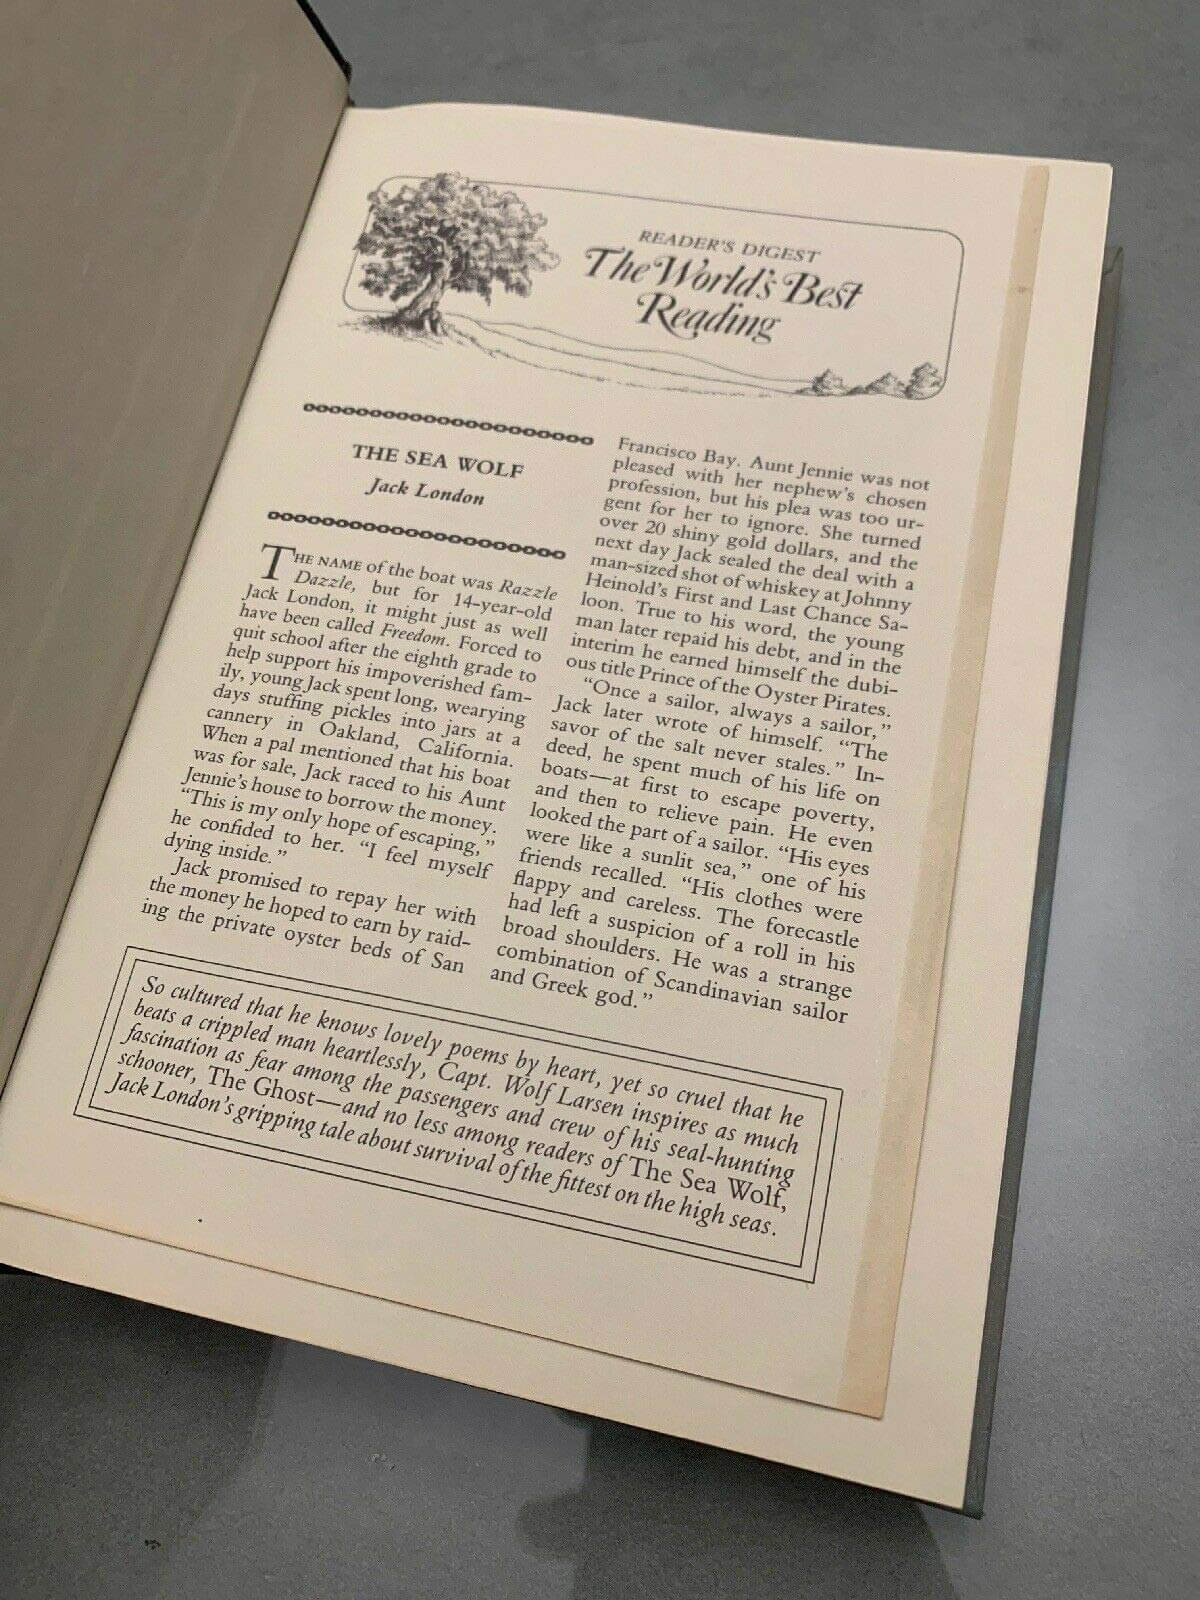 READER'S DIGEST
The World's Best
Reading
THE SEA WOLF
Jack London
THE NAME of the boat was Razzle
Dazzle, but for 14-year-old
Jack London, it might just as well
have been called Freedom. Forced to
quit school after the eighth grade to
help support his impoverished fam-
ily, young Jack spent long, wearying
days stuffing pickles into jars at a
cannery in Oakland, California.
When a pal mentioned that his boat
was for sale, Jack raced to his Aunt
Jennie's house to borrow the money.
“This is my only hope of escaping,”
he confided to her. “I feel myself
dying inside.”
Jack promised to repay her with
the money he hoped to earn by raid-
ing the private oyster beds of San
Francisco Bay. Aunt Jennie was not
pleased with her nephew's chosen
profession, but his plea was too ur-
gent for her to ignore. She turned
over 20 shiny gold dollars, and the
next day Jack sealed the deal with a
man-sized shot of whiskey at Johnny
Heinold's First and Last Chance Sa-
loon. True to his word, the young
man later repaid his debt, and in the
interim he earned himself the dubi-
ous title Prince of the Oyster Pirates.
“Once a sailor, always a sailor,”
Jack later wrote of himself. “The
savor of the salt never stales.” In-
deed, he spent much of his life on
boats—at first to escape poverty,
and then to relieve pain. He even
looked the part of a sailor. “His eyes
were like a sunlit sea,” one of his
friends recalled. “His clothes were
flappy and careless. The forecastle
had left a suspicion of a roll in his
broad shoulders. He was a strange
combination of Scandinavian sailor
and Greek god.”
So cultured that he knows lovely poems by heart, yet so cruel that he
beats a crippled man heartlessly, Capt. Wolf Larsen inspires as much
fascination as fear among the passengers and crew of his seal-hunting
schooner, The Ghost—and no less among readers of The Sea Wolf,
Jack London's gripping tale about survival of the fittest on the high seas.